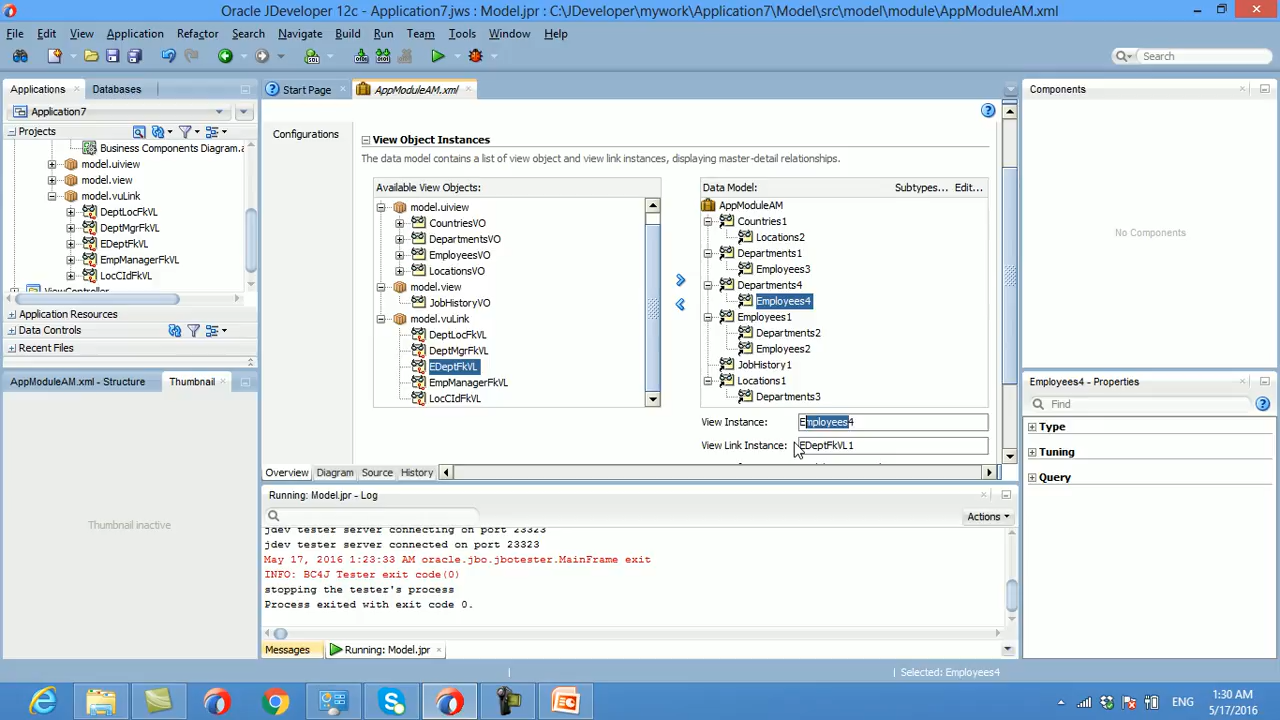 Oracle JDeveloper 12c - Application7.jws : Model.jpr : C:\JDeveloper\mywork\Application7\Model\src\model\module\AppModuleAM.xml
File Edit View Application Refactor Search Navigate Build Run Team Tools Window Help
Search
Applications Databases
Start Page AppModuleAM.xml
Components
Application7
Projects
Business Components Diagram.a
model.uiview
model.view
model.vuLink
DeptLocFkVL
DeptMgrFkVL
EDeptFkVL
EmpManagerFkVL
LocCIdFkVL
ViewController
Application Resources
Data Controls
Recent Files
AppModuleAM.xml - Structure Thumbnail
Thumbnail inactive
Configurations
View Object Instances
The data model contains a list of view object and view link instances, displaying master-detail relationships.
Available View Objects:
model.uiview
CountriesVO
DepartmentsVO
EmployeesVO
LocationsVO
model.view
JobHistoryVO
model.vuLink
DeptLocFkVL
DeptMgrFkVL
EDeptFkVL
EmpManagerFkVL
LocCIdFkVL
Data Model: Subtypes... Edit...
AppModuleAM
Countries1
Locations2
Departments1
Employees3
Departments4
Employees4
Employees1
Departments2
Employees2
JobHistory1
Locations1
Departments3
View Instance: Employees4
View Link Instance: EDeptFkVL1
Overview Diagram Source History
No Components
Employees4 - Properties
Find
Type
Tuning
Query
Running: Model.jpr - Log
Actions
jdev tester server connecting on port 23323
jdev tester server connected on port 23323
May 17, 2016 1:23:33 AM oracle.jbo.jbotester.MainFrame exit
INFO: BC4J Tester exit code(0)
stopping the tester's process
Process exited with exit code 0.
Messages Running: Model.jpr
Selected: Employees4
ENG
1:30 AM
5/17/2016